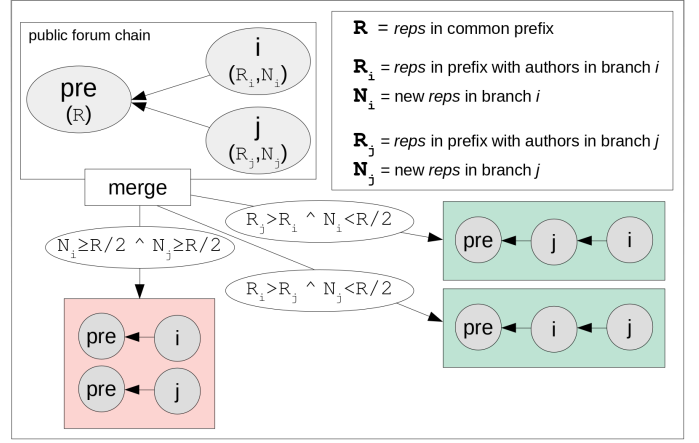 public forum chain
pre
(R)
i
(Rᵢ,Nᵢ)
j
(Rⱼ,Nⱼ)
R = reps in common prefix
Rᵢ = reps in prefix with authors in branch i
Nᵢ = new reps in branch i
Rⱼ = reps in prefix with authors in branch j
Nⱼ = new reps in branch j
merge
Rⱼ>Rᵢ ^ Nᵢ<R/2
Nᵢ≥R/2 ^ Nⱼ≥R/2
Rᵢ>Rⱼ ^ Nⱼ<R/2
pre j i
pre i j
pre i
pre j